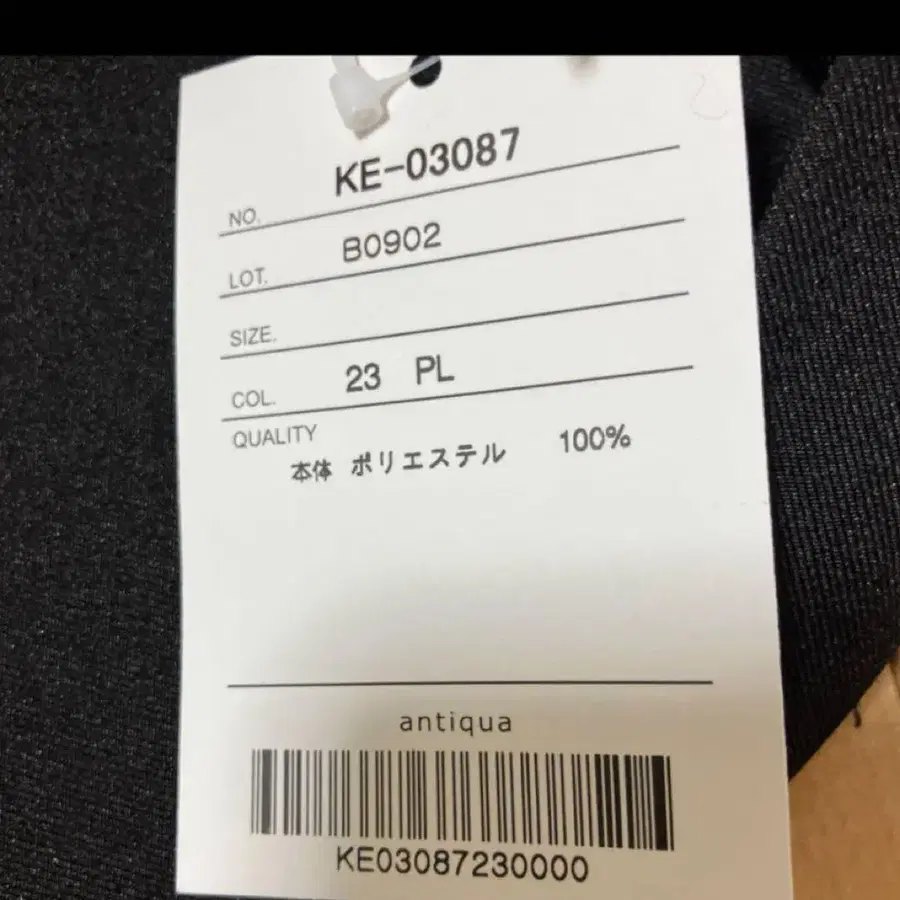 NO. KE-03087
LOT. B0902
SIZE.
COL. 23 PL
QUALITY
本体 ポリエステル 100%
antiqua
KE03087230000